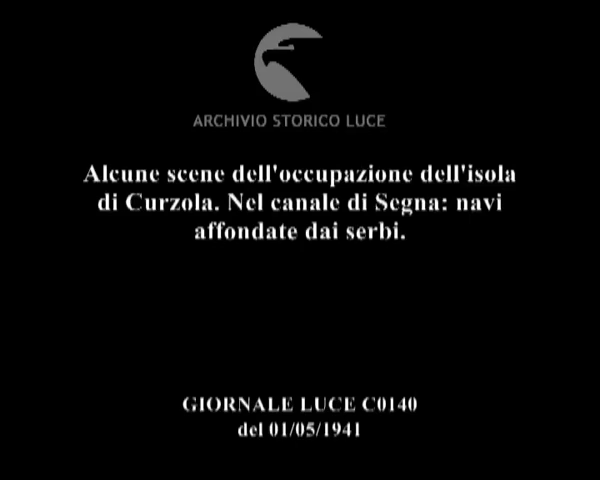 ARCHIVIO STORICO LUCE
Alcune scene dell'occupazione dell'isola
di Curzola. Nel canale di Segna: navi
affondate dai serbi.
GIORNALE LUCE C0140
del 01/05/1941